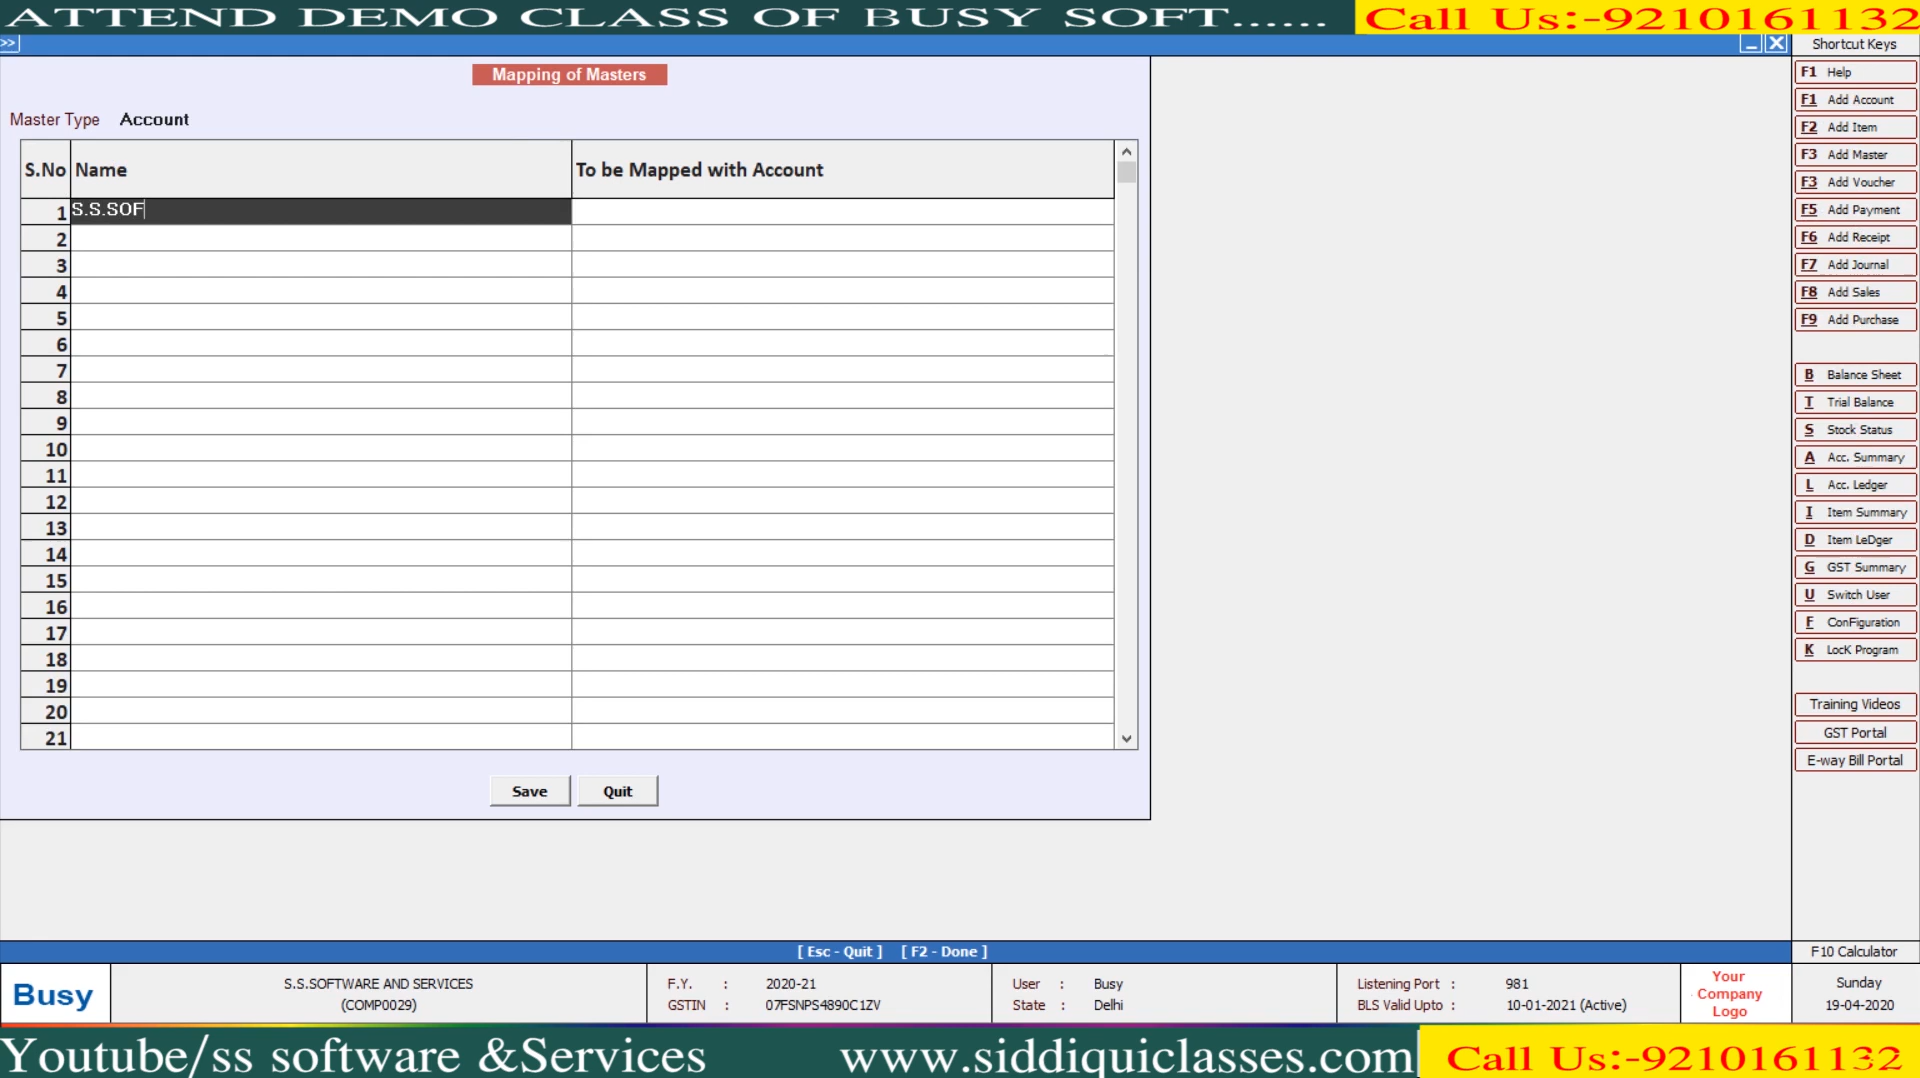 ATTEND DEMO CLASS OF BUSY SOFT......
Call Us:-9210161132
>>
Shortcut Keys
Mapping of Masters
Master Type Account
S.No Name To be Mapped with Account
1 S.S.SOF
2
3
4
5
6
7
8
9
10
11
12
13
14
15
16
17
18
19
20
21
Save Quit
F1 Help
F1 Add Account
F2 Add Item
F3 Add Master
F3 Add Voucher
F5 Add Payment
F6 Add Receipt
F7 Add Journal
F8 Add Sales
F9 Add Purchase
B Balance Sheet
T Trial Balance
S Stock Status
A Acc. Summary
L Acc. Ledger
I Item Summary
D Item LeDger
G GST Summary
U Switch User
F ConFiguration
K LocK Program
Training Videos
GST Portal
E-way Bill Portal
[ Esc - Quit ] [ F2 - Done ]
F10 Calculator
Busy
S.S.SOFTWARE AND SERVICES
(COMP0029)
F.Y. : 2020-21
GSTIN : 07FSNPS4890C1ZV
User : Busy
State : Delhi
Listening Port : 981
BLS Valid Upto : 10-01-2021 (Active)
Your
Company
Logo
Sunday
19-04-2020
Youtube/ss software &Services
www.siddiquiclasses.com
Call Us:-9210161132